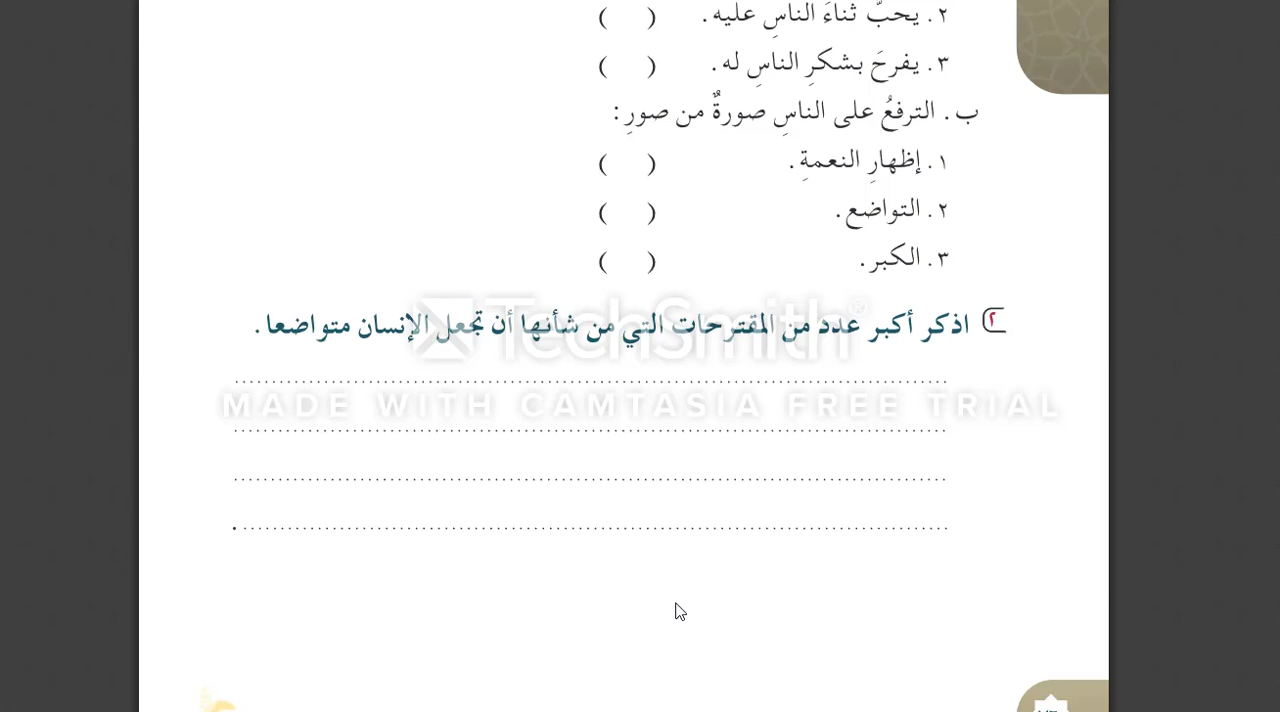 ٢. يحبّ ثناءَ الناسِ عليه. ( )
٣. يفرحَ بشكرِ الناسِ له. ( )
ب. الترفعُ على الناسِ صورةٌ من صورِ:
١. إظهارِ النعمةِ. ( )
٢. التواضع. ( )
٣. الكبر. ( )
٢ اذكر أكبر عدد من المقترحات التي من شأنها أن تجعل الإنسان متواضعا.
TechSmith®
MADE WITH CAMTASIA FREE TRIAL